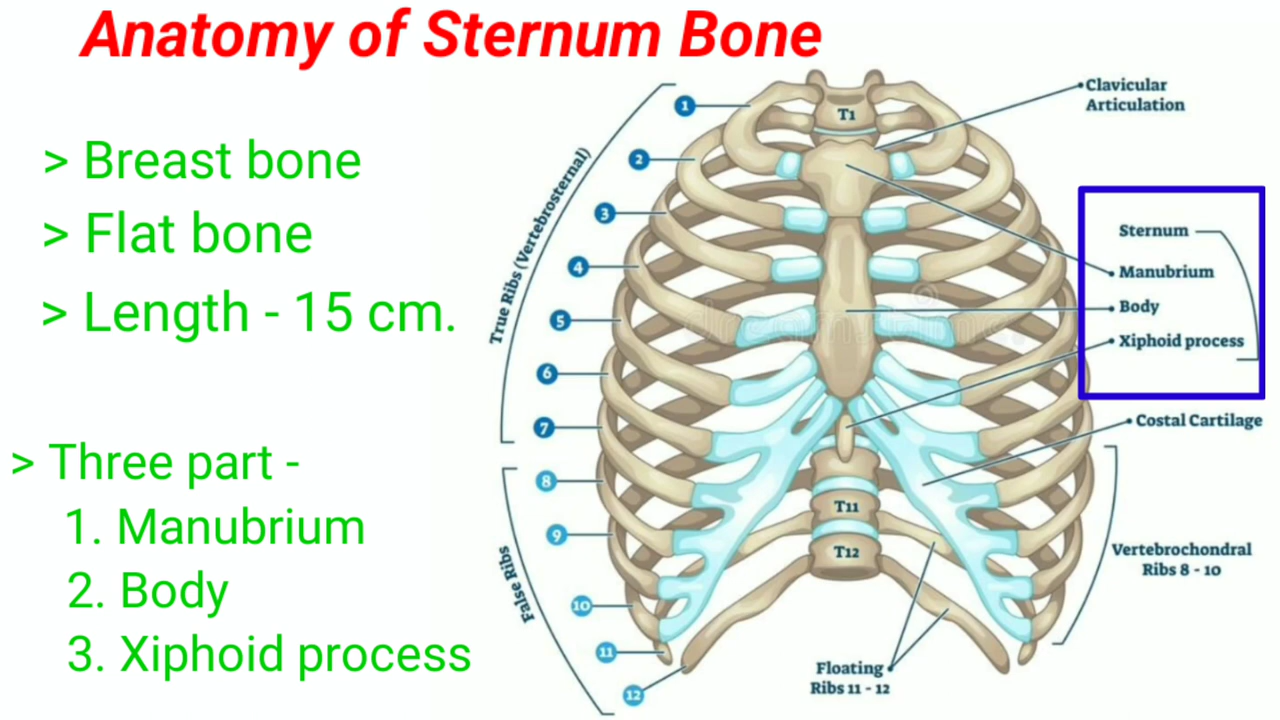 Anatomy of Sternum Bone
> Breast bone
> Flat bone
> Length - 15 cm.
> Three part -
1. Manubrium
2. Body
3. Xiphoid process
True Ribs (Vertebrosternal)
False Ribs
1
2
3
4
5
6
7
8
9
10
11
12
T1
T11
T12
Clavicular
Articulation
Sternum
Manubrium
Body
Xiphoid process
Costal Cartilage
Vertebrochondral
Ribs 8 - 10
Floating
Ribs 11 - 12